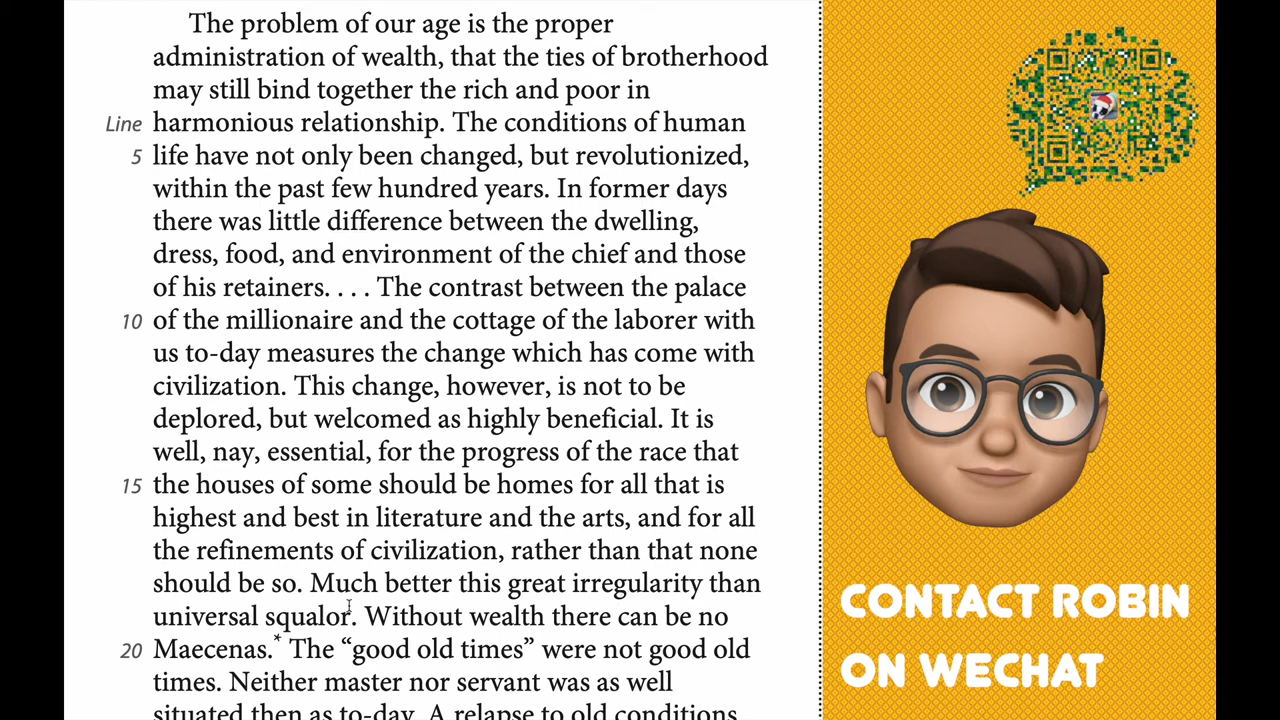 The problem of our age is the proper
administration of wealth, that the ties of brotherhood
may still bind together the rich and poor in
Line harmonious relationship. The conditions of human
5 life have not only been changed, but revolutionized,
within the past few hundred years. In former days
there was little difference between the dwelling,
dress, food, and environment of the chief and those
of his retainers. . . . The contrast between the palace
10 of the millionaire and the cottage of the laborer with
us to-day measures the change which has come with
civilization. This change, however, is not to be
deplored, but welcomed as highly beneficial. It is
well, nay, essential, for the progress of the race that
15 the houses of some should be homes for all that is
highest and best in literature and the arts, and for all
the refinements of civilization, rather than that none
should be so. Much better this great irregularity than
universal squalor. Without wealth there can be no
20 Maecenas.* The “good old times” were not good old
times. Neither master nor servant was as well
situated then as to-day. A relapse to old conditions
CONTACT ROBIN
ON WECHAT